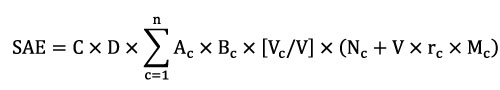 SAE = C × D × ∑_{c=1}^{n} A_c × B_c × [V_c/V] × (N_c + V × r_c × M_c)